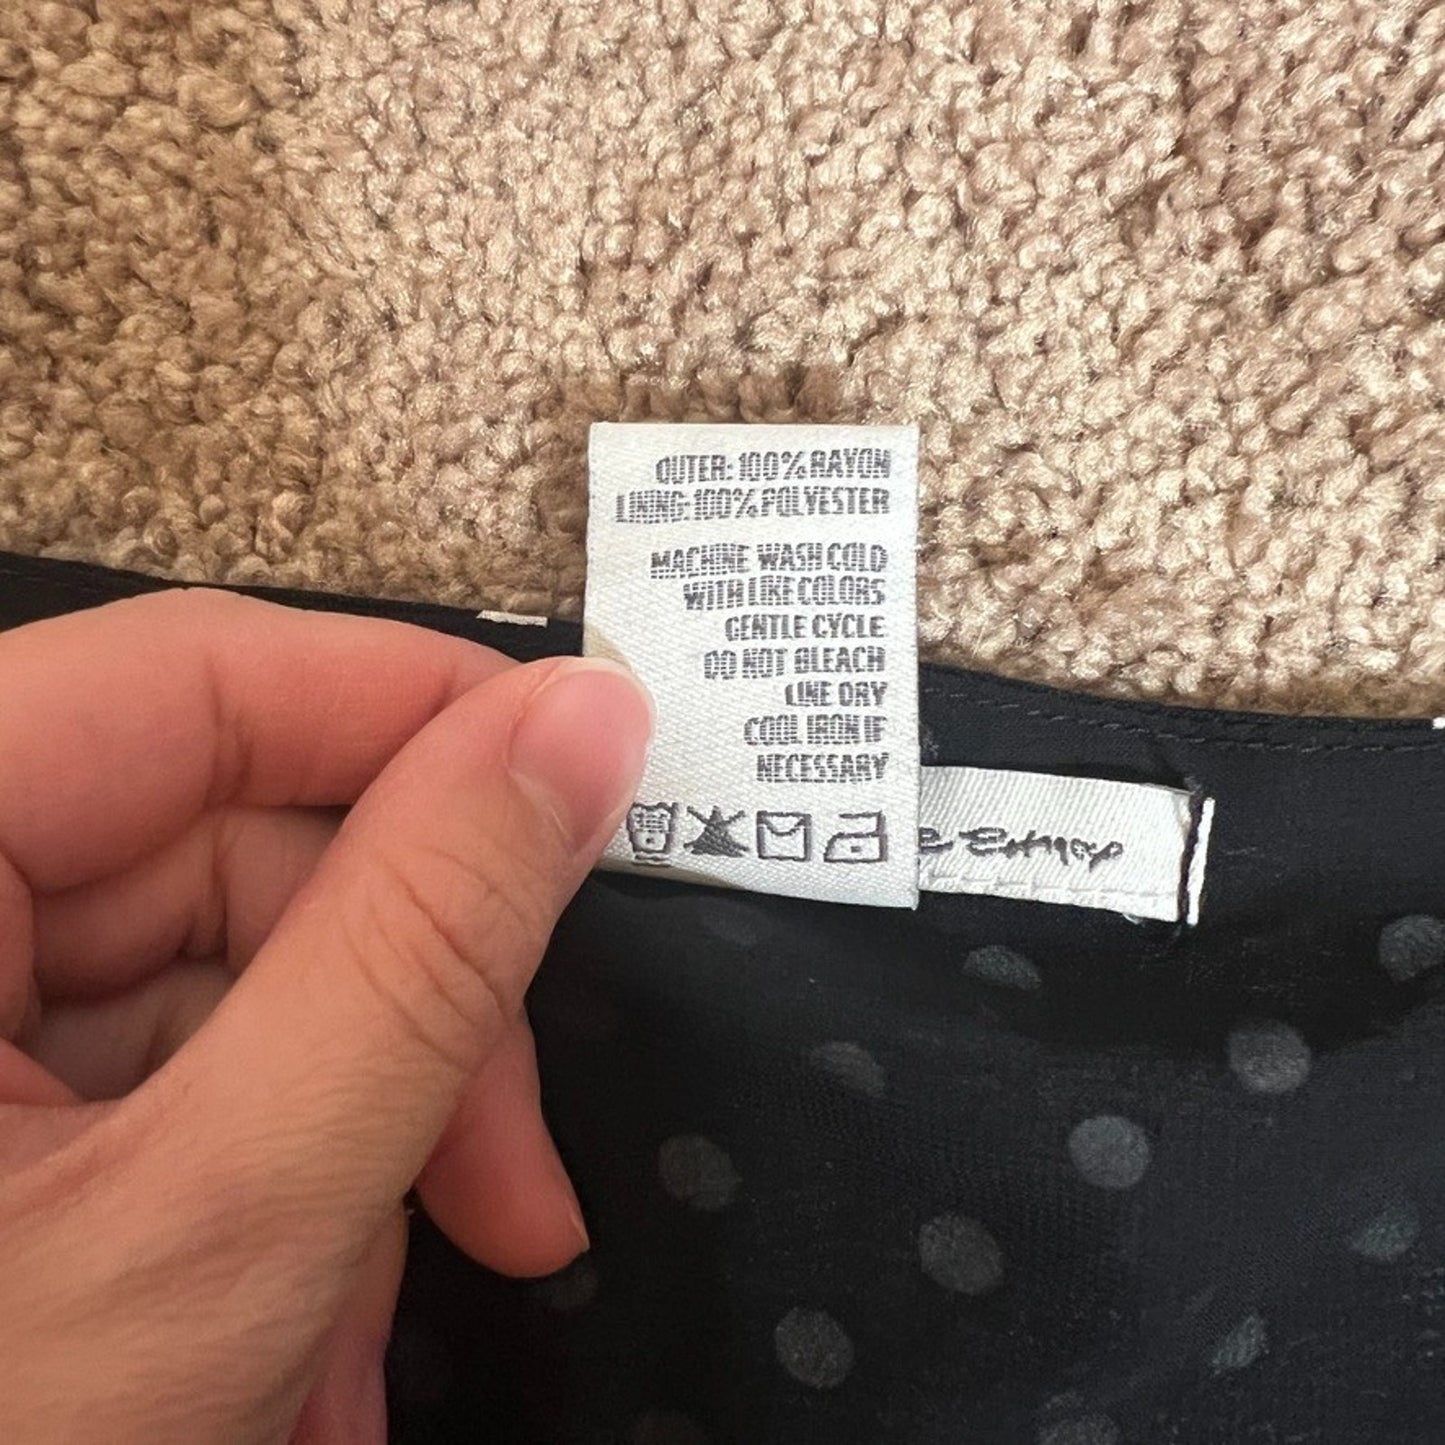 OUTER: 100% RAYON
LINING: 100% POLYESTER
MACHINE WASH COLD
WITH LIKE COLORS
GENTLE CYCLE
DO NOT BLEACH
LINE DRY
COOL IRON IF
NECESSARY